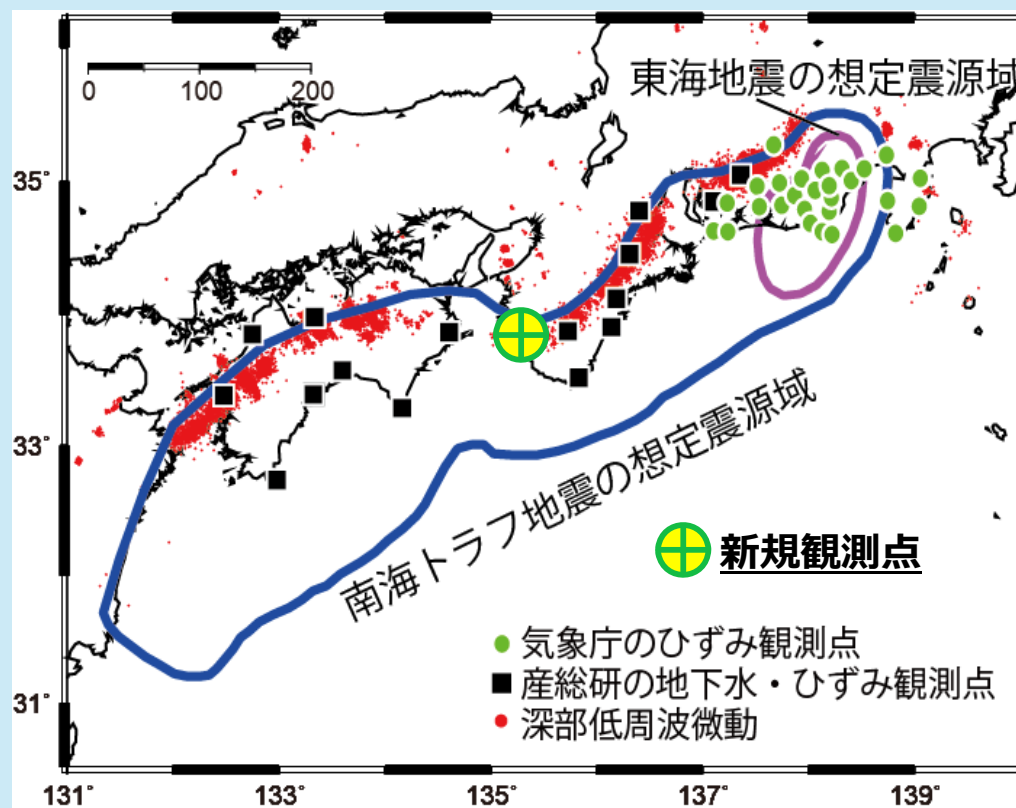 0 100 200
東海地震の想定震源域
35°
33°
南海トラフ地震の想定震源域
新規観測点
気象庁のひずみ観測点
産総研の地下水・ひずみ観測点
深部低周波微動
31°
131° 133° 135° 137° 139°